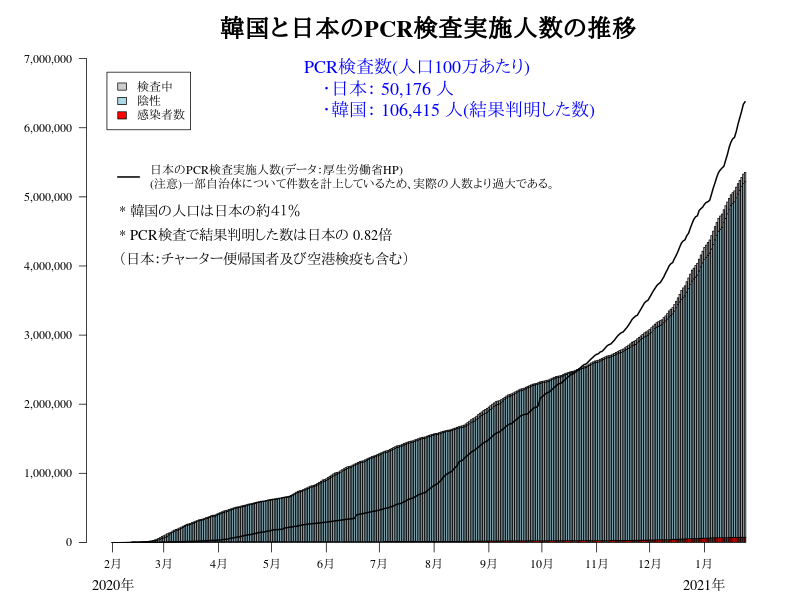 韓国と日本のPCR検査実施人数の推移
PCR検査数(人口100万あたり)
・日本： 50,176 人
・韓国： 106,415 人(結果判明した数)
検査中
陰性
感染者数
日本のPCR検査実施人数(データ：厚生労働省HP)
(注意)一部自治体について件数を計上しているため、実際の人数より過大である。
* 韓国の人口は日本の約41％
* PCR検査で結果判明した数は日本の 0.82倍
（日本：チャーター便帰国者及び空港検疫も含む）
7,000,000
6,000,000
5,000,000
4,000,000
3,000,000
2,000,000
1,000,000
0
2月 3月 4月 5月 6月 7月 8月 9月 10月 11月 12月 1月
2020年 2021年